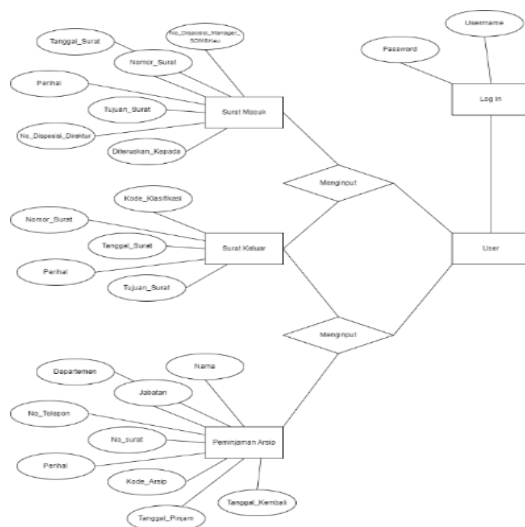 No_Disposisi_Manager_
Tanggal_Surat
Nomor_Surat
Perihal
Tujuan_Surat
Surat Masuk
No_Disposisi_Direktur
Diteruskan_Kepada
Username
Password
Log In
Menginput
Kode_Klasifikasi
Nomor_Surat
Tanggal_Surat
Surat Keluar
Perihal
Tujuan_Surat
User
Menginput
Departemen
Nama
Jabatan
No_Telepon
No_surat
Peminjaman Arsip
Perihal
Kode_Arsip
Tanggal_Kembali
Tanggal_Pinjam